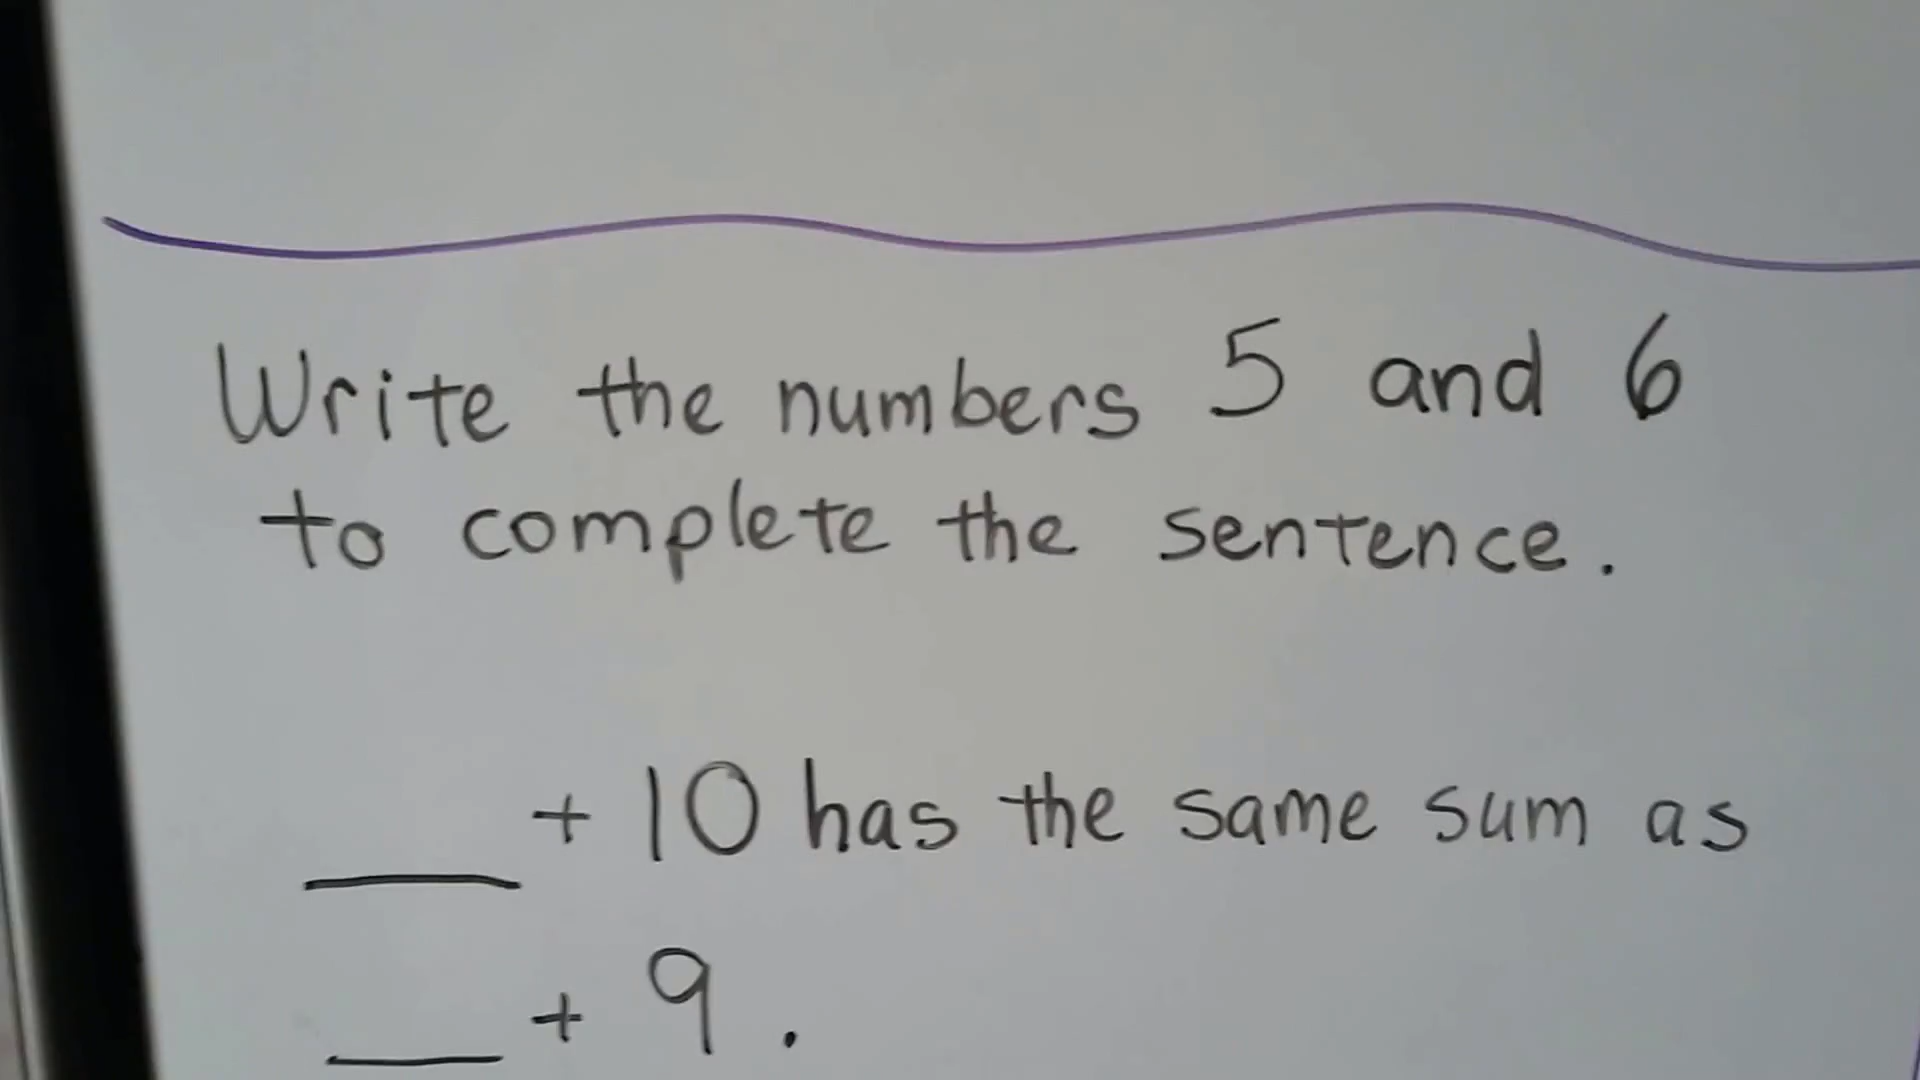 Write the numbers 5 and 6
to complete the sentence.
___ + 10 has the same sum as
___ + 9.